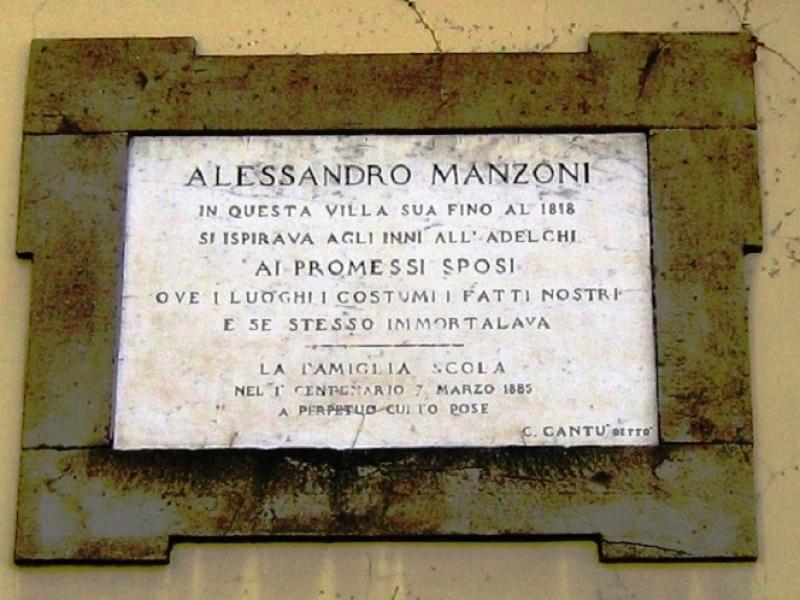 ALESSANDRO MANZONI
IN QUESTA VILLA SUA FINO AL 1818
SI ISPIRAVA AGLI INNI ALL' ADELCHI
AI PROMESSI SPOSI
OVE I LUOGHI I COSTUMI I FATTI NOSTRI
E SE STESSO IMMORTALAVA
LA FAMIGLIA SCOLA
NEL 1° CENTENARIO 7 MARZO 1885
A PERPETUO CULTO POSE
C. CANTU' DETTO'